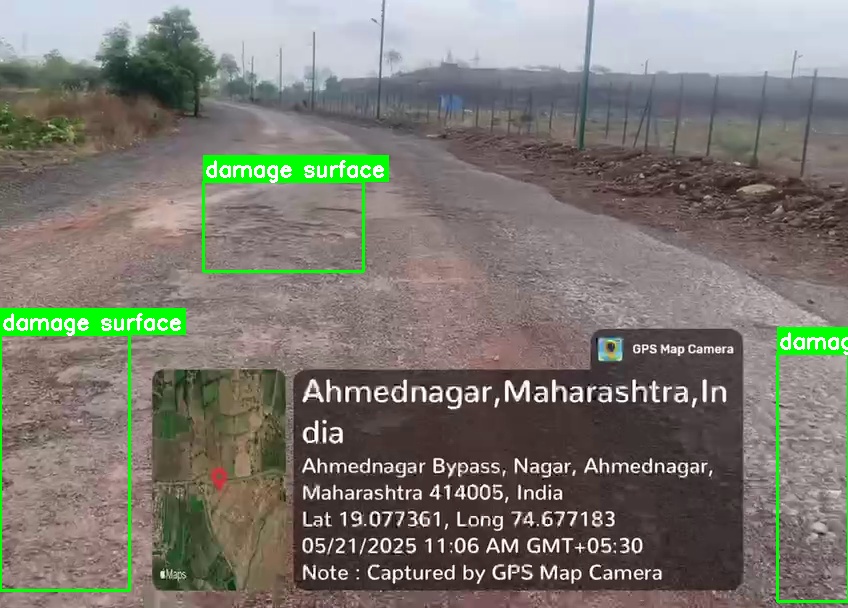 damage surface
damage surface
damag
GPS Map Camera
Ahmednagar,Maharashtra,In
dia
Ahmednagar Bypass, Nagar, Ahmednagar,
Maharashtra 414005, India
Lat 19.077361, Long 74.677183
05/21/2025 11:06 AM GMT+05:30
Note : Captured by GPS Map Camera
Maps